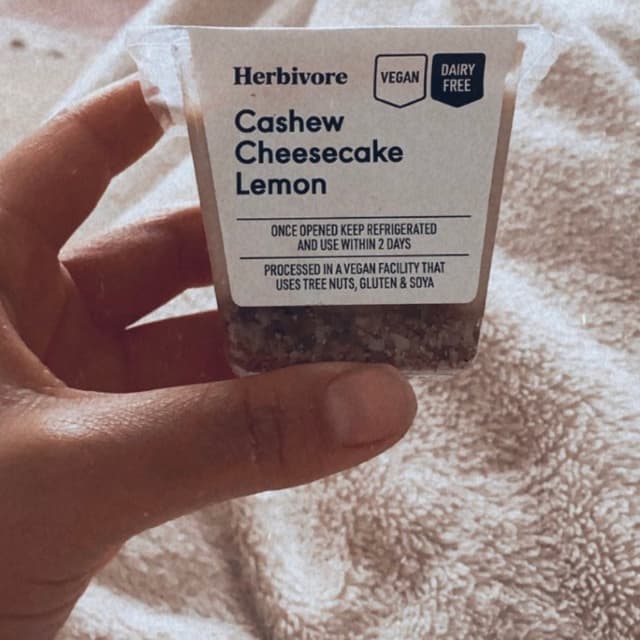 Herbivore
VEGAN
DAIRY
FREE
Cashew
Cheesecake
Lemon
ONCE OPENED KEEP REFRIGERATED
AND USE WITHIN 2 DAYS
PROCESSED IN A VEGAN FACILITY THAT
USES TREE NUTS, GLUTEN & SOYA